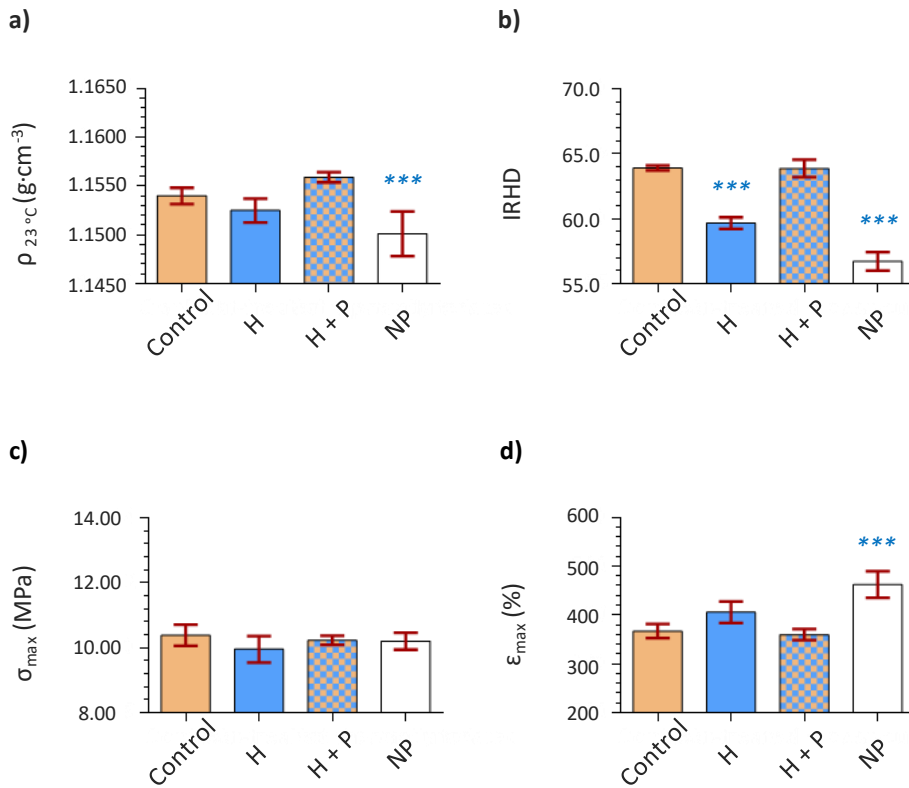 a)
ρ 23 °C (g·cm⁻³)
1.1650
1.1600
1.1550
1.1500
1.1450
***
Control
H
H + P
NP
b)
IRHD
70.0
65.0
60.0
55.0
***
***
Control
H
H + P
NP
c)
σmax (MPa)
14.00
12.00
10.00
8.00
Control
H
H + P
NP
d)
εmax (%)
600
500
400
300
200
***
Control
H
H + P
NP